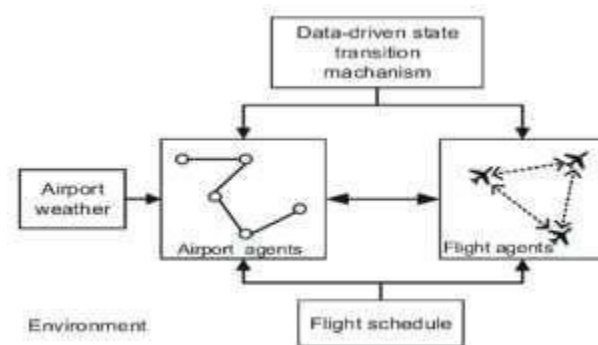 Data-driven state
transition
machanism
Airport
weather
Airport agents
Flight agents
Environment
Flight schedule